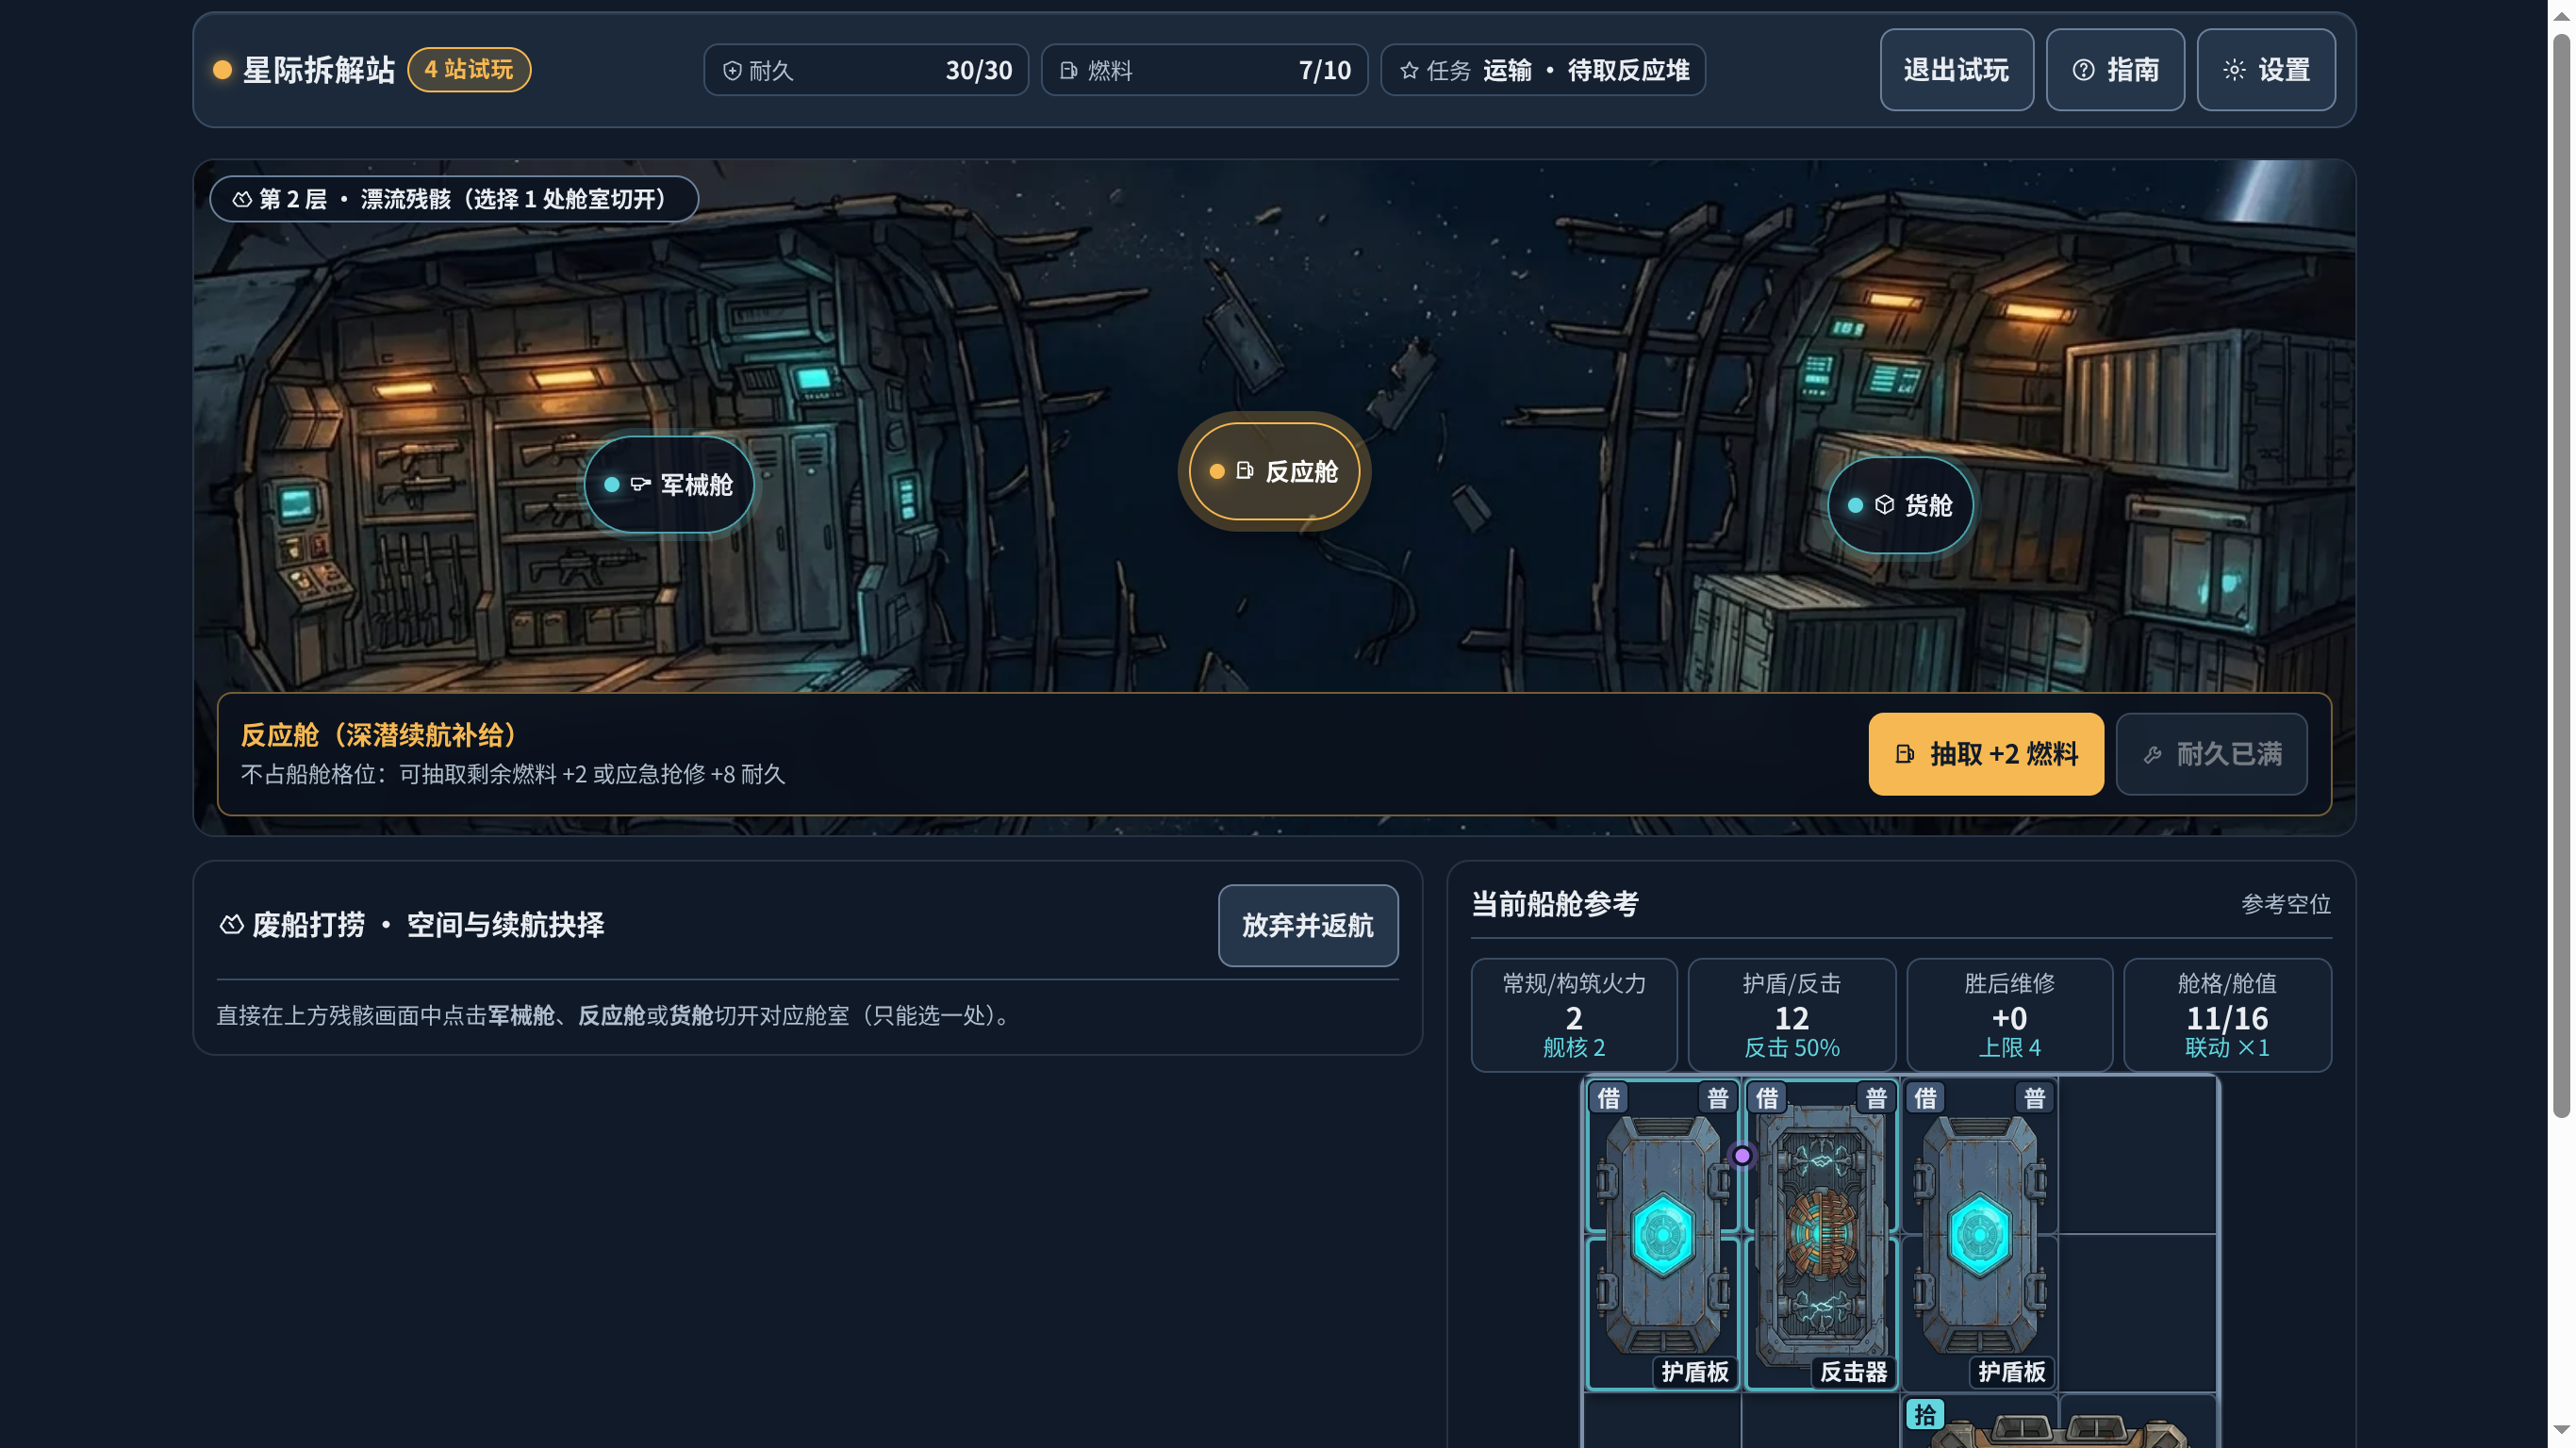 星际拆解站 4 站试玩
耐久 30/30
燃料 7/10
任务 运输 • 待取反应堆
退出试玩
指南
设置
第 2 层 • 漂流残骸（选择 1 处舱室切开）
军械舱
反应舱
货舱
反应舱（深潜续航补给）
不占船舱格位：可抽取剩余燃料 +2 或应急抢修 +8 耐久
抽取 +2 燃料
耐久已满
废船打捞 • 空间与续航抉择
放弃并返航
直接在上方残骸画面中点击军械舱、反应舱或货舱切开对应舱室（只能选一处）。
当前船舱参考
参考空位
常规/构筑火力
2
舰核 2
护盾/反击
12
反击 50%
胜后维修
+0
上限 4
舱格/舱值
11/16
联动 ×1
借 普 借 普 借 普
护盾板 反击器 护盾板
拾